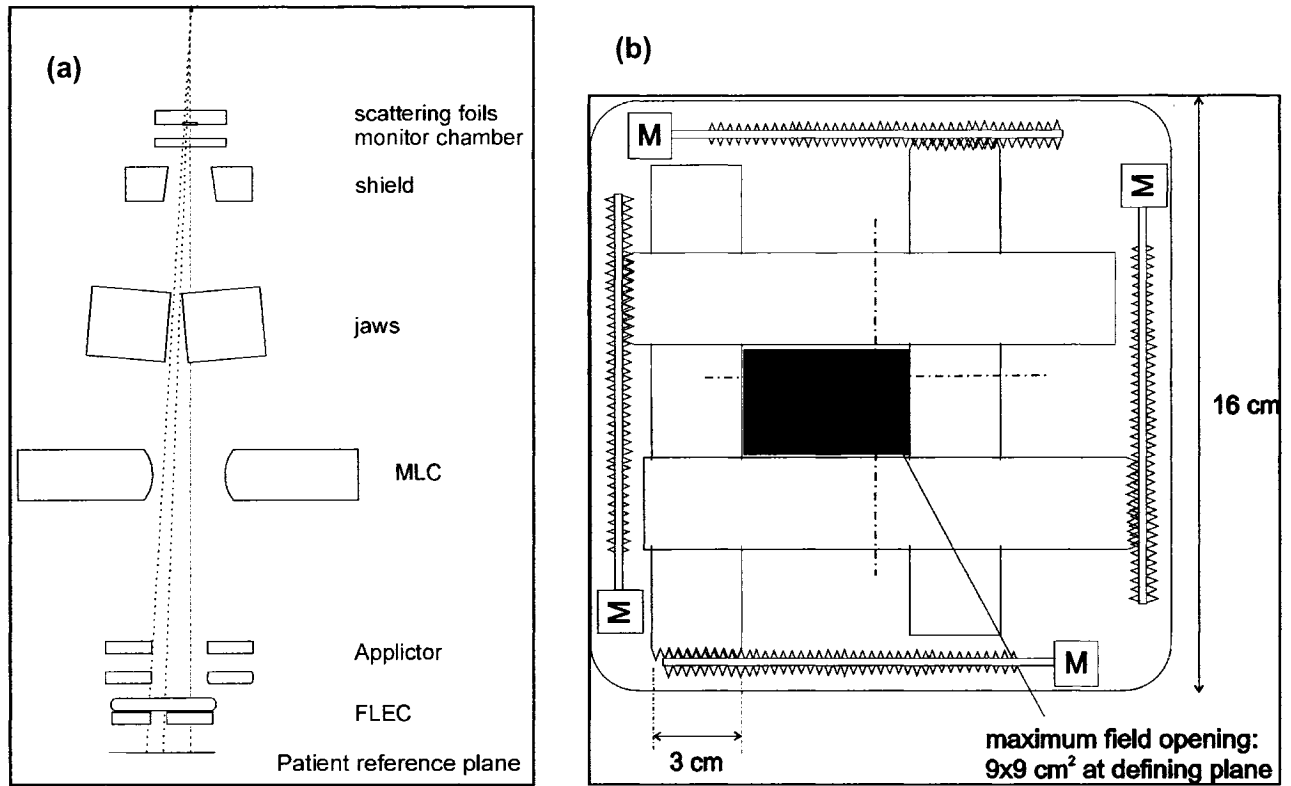 (a)
scattering foils
monitor chamber
shield
jaws
MLC
Applictor
FLEC
Patient reference plane
(b)
M
M
16 cm
M
M
3 cm
maximum field opening:
9x9 cm² at defining plane